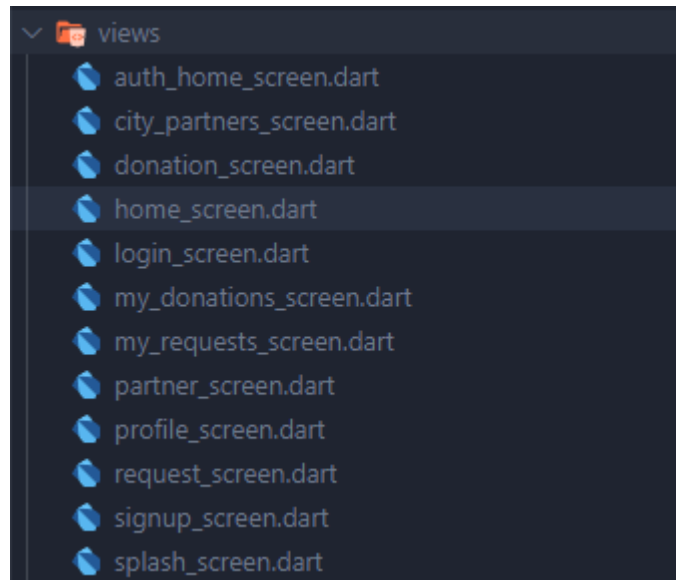 views
auth_home_screen.dart
city_partners_screen.dart
donation_screen.dart
home_screen.dart
login_screen.dart
my_donations_screen.dart
my_requests_screen.dart
partner_screen.dart
profile_screen.dart
request_screen.dart
signup_screen.dart
splash_screen.dart